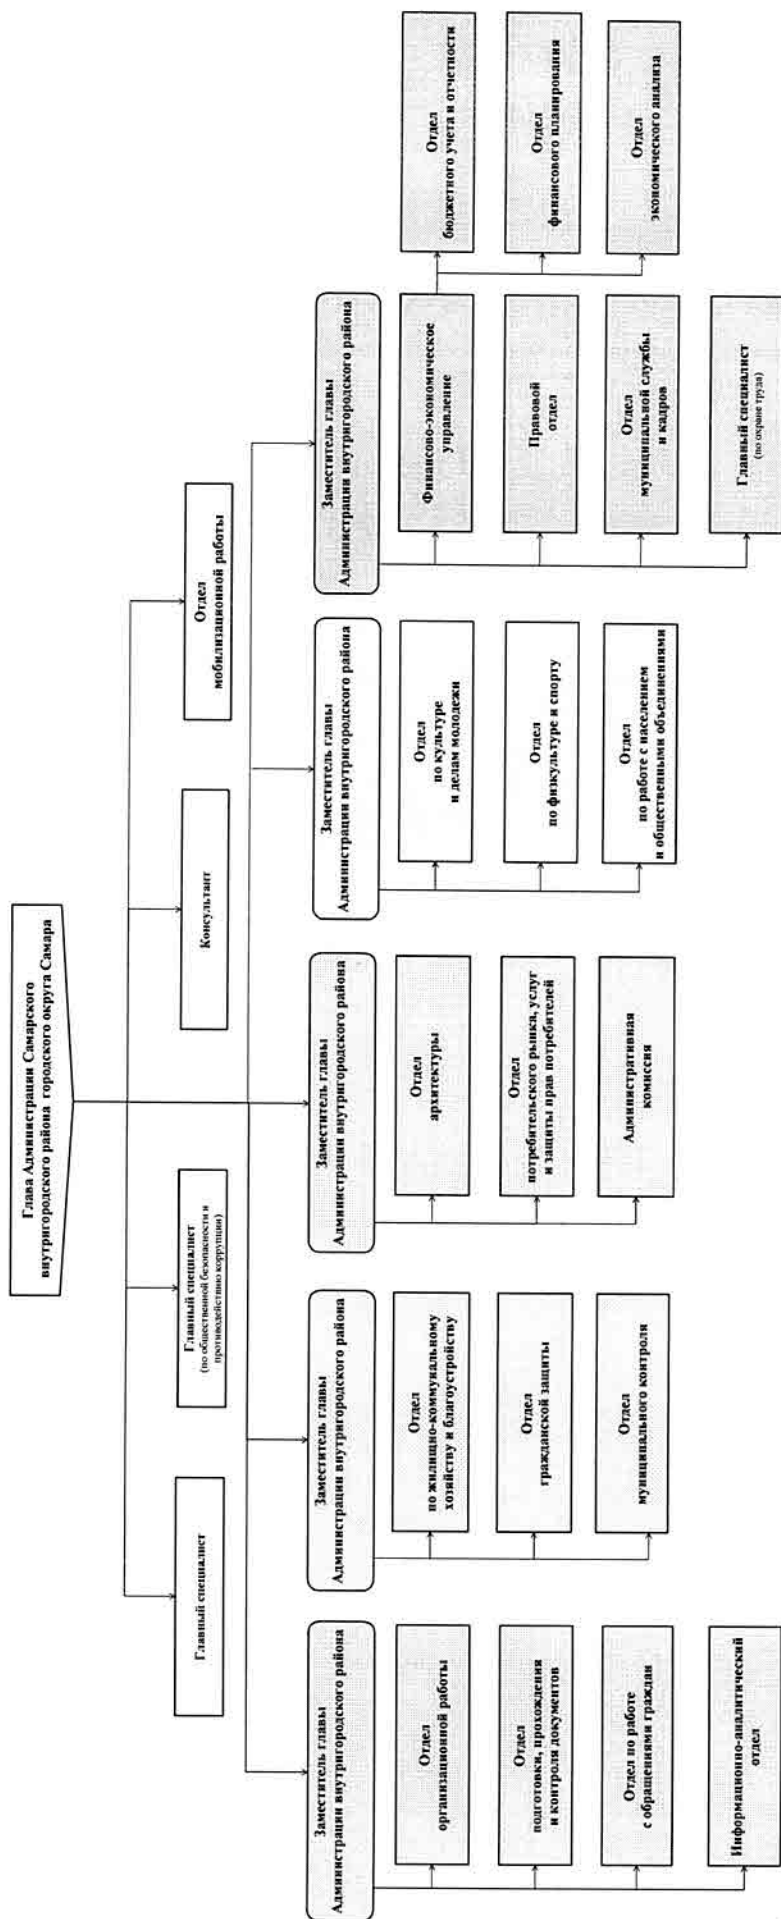 Глава Администрации Самарского
внутригородского района городского округа Самара
Главный специалист
Главный специалист
(по общественной безопасности и
противодействию коррупции)
Консультант
Отдел
мобилизационной работы
Заместитель главы
Администрации внутригородского района
Отдел
организационной работы
Отдел
подготовки, прохождения
и контроля документов
Отдел по работе
с обращениями граждан
Информационно-аналитический
отдел
Заместитель главы
Администрации внутригородского района
Отдел
по жилищно-коммунальному
хозяйству и благоустройству
Отдел
гражданской защиты
Отдел
муниципального контроля
Заместитель главы
Администрации внутригородского района
Отдел
архитектуры
Отдел
потребительского рынка, услуг
и защиты прав потребителей
Административная
комиссия
Заместитель главы
Администрации внутригородского района
Отдел
по культуре
и делам молодежи
Отдел
по физкультуре и спорту
Отдел
по работе с населением
и общественными объединениями
Заместитель главы
Администрации внутригородского района
Финансово-экономическое
управление
Правовой
отдел
Отдел
муниципальной службы
и кадров
Главный специалист
(по охране труда)
Отдел
бюджетного учета и отчетности
Отдел
финансового планирования
Отдел
экономического анализа